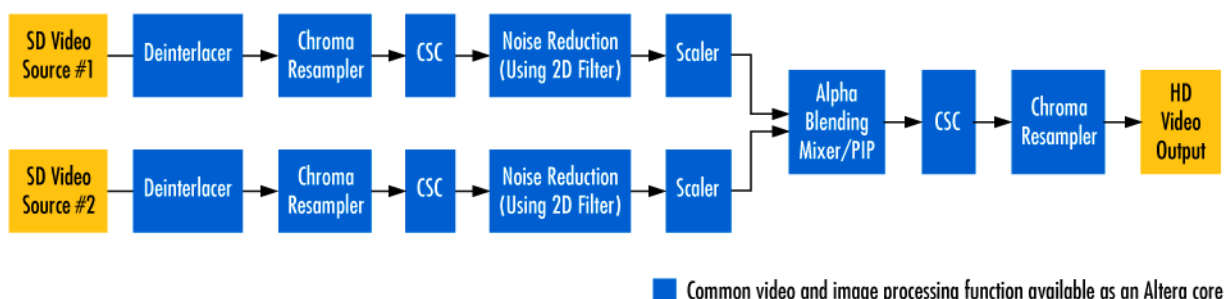 SD Video
Source #1
Deinterlacer
Chroma
Resampler
CSC
Noise Reduction
(Using 2D Filter)
Scaler
SD Video
Source #2
Deinterlacer
Chroma
Resampler
CSC
Noise Reduction
(Using 2D Filter)
Scaler
Alpha
Blending
Mixer/PIP
CSC
Chroma
Resampler
HD
Video
Output
Common video and image processing function available as an Altera core